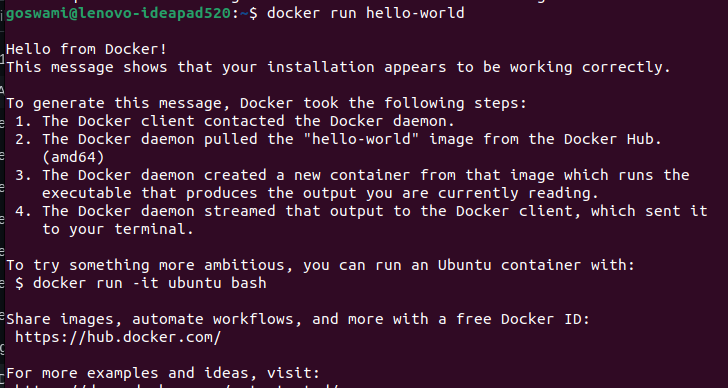 goswami@lenovo-ideapad520:~$ docker run hello-world
Hello from Docker!
This message shows that your installation appears to be working correctly.
To generate this message, Docker took the following steps:
1. The Docker client contacted the Docker daemon.
2. The Docker daemon pulled the "hello-world" image from the Docker Hub.
(amd64)
3. The Docker daemon created a new container from that image which runs the
executable that produces the output you are currently reading.
4. The Docker daemon streamed that output to the Docker client, which sent it
to your terminal.
To try something more ambitious, you can run an Ubuntu container with:
$ docker run -it ubuntu bash
Share images, automate workflows, and more with a free Docker ID:
https://hub.docker.com/
For more examples and ideas, visit: